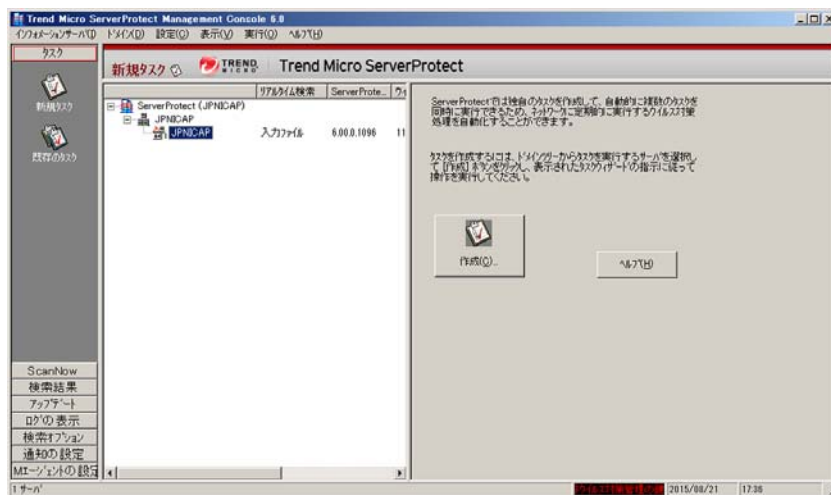 Trend Micro ServerProtect Management Console 6.0
インフォメーションサーバ(I) ドメイン(D) 設定(O) 表示(V) 実行(O) ヘルプ(H)
タスク
新規タスク
TREND MICRO
Trend Micro ServerProtect
新規タスク
既存のタスク
リアルタイム検索 ServerProte... ウイ
ServerProtect (JPNICAP)
JPNICAP
JPNICAP 入力ファイル 6.00.0.1096 11
ServerProtectでは独自のタスクを作成して、自動的に複数のタスクを
同時に実行できるため、ネットワークに定期的に実行するウイルス対策
処理を自動化することができます。
タスクを作成するには、ドメインツリーからタスクを実行するサーバを選択し
て [作成] ボタンをクリックし、表示されたタスクウィザードの指示に従って
操作を実行してください。
作成(C)...
ヘルプ(H)
ScanNow
検索結果
アップデート
ログの表示
検索オプション
通知の設定
Mエージェントの設定
1 サーバ
2015/08/21 17:36